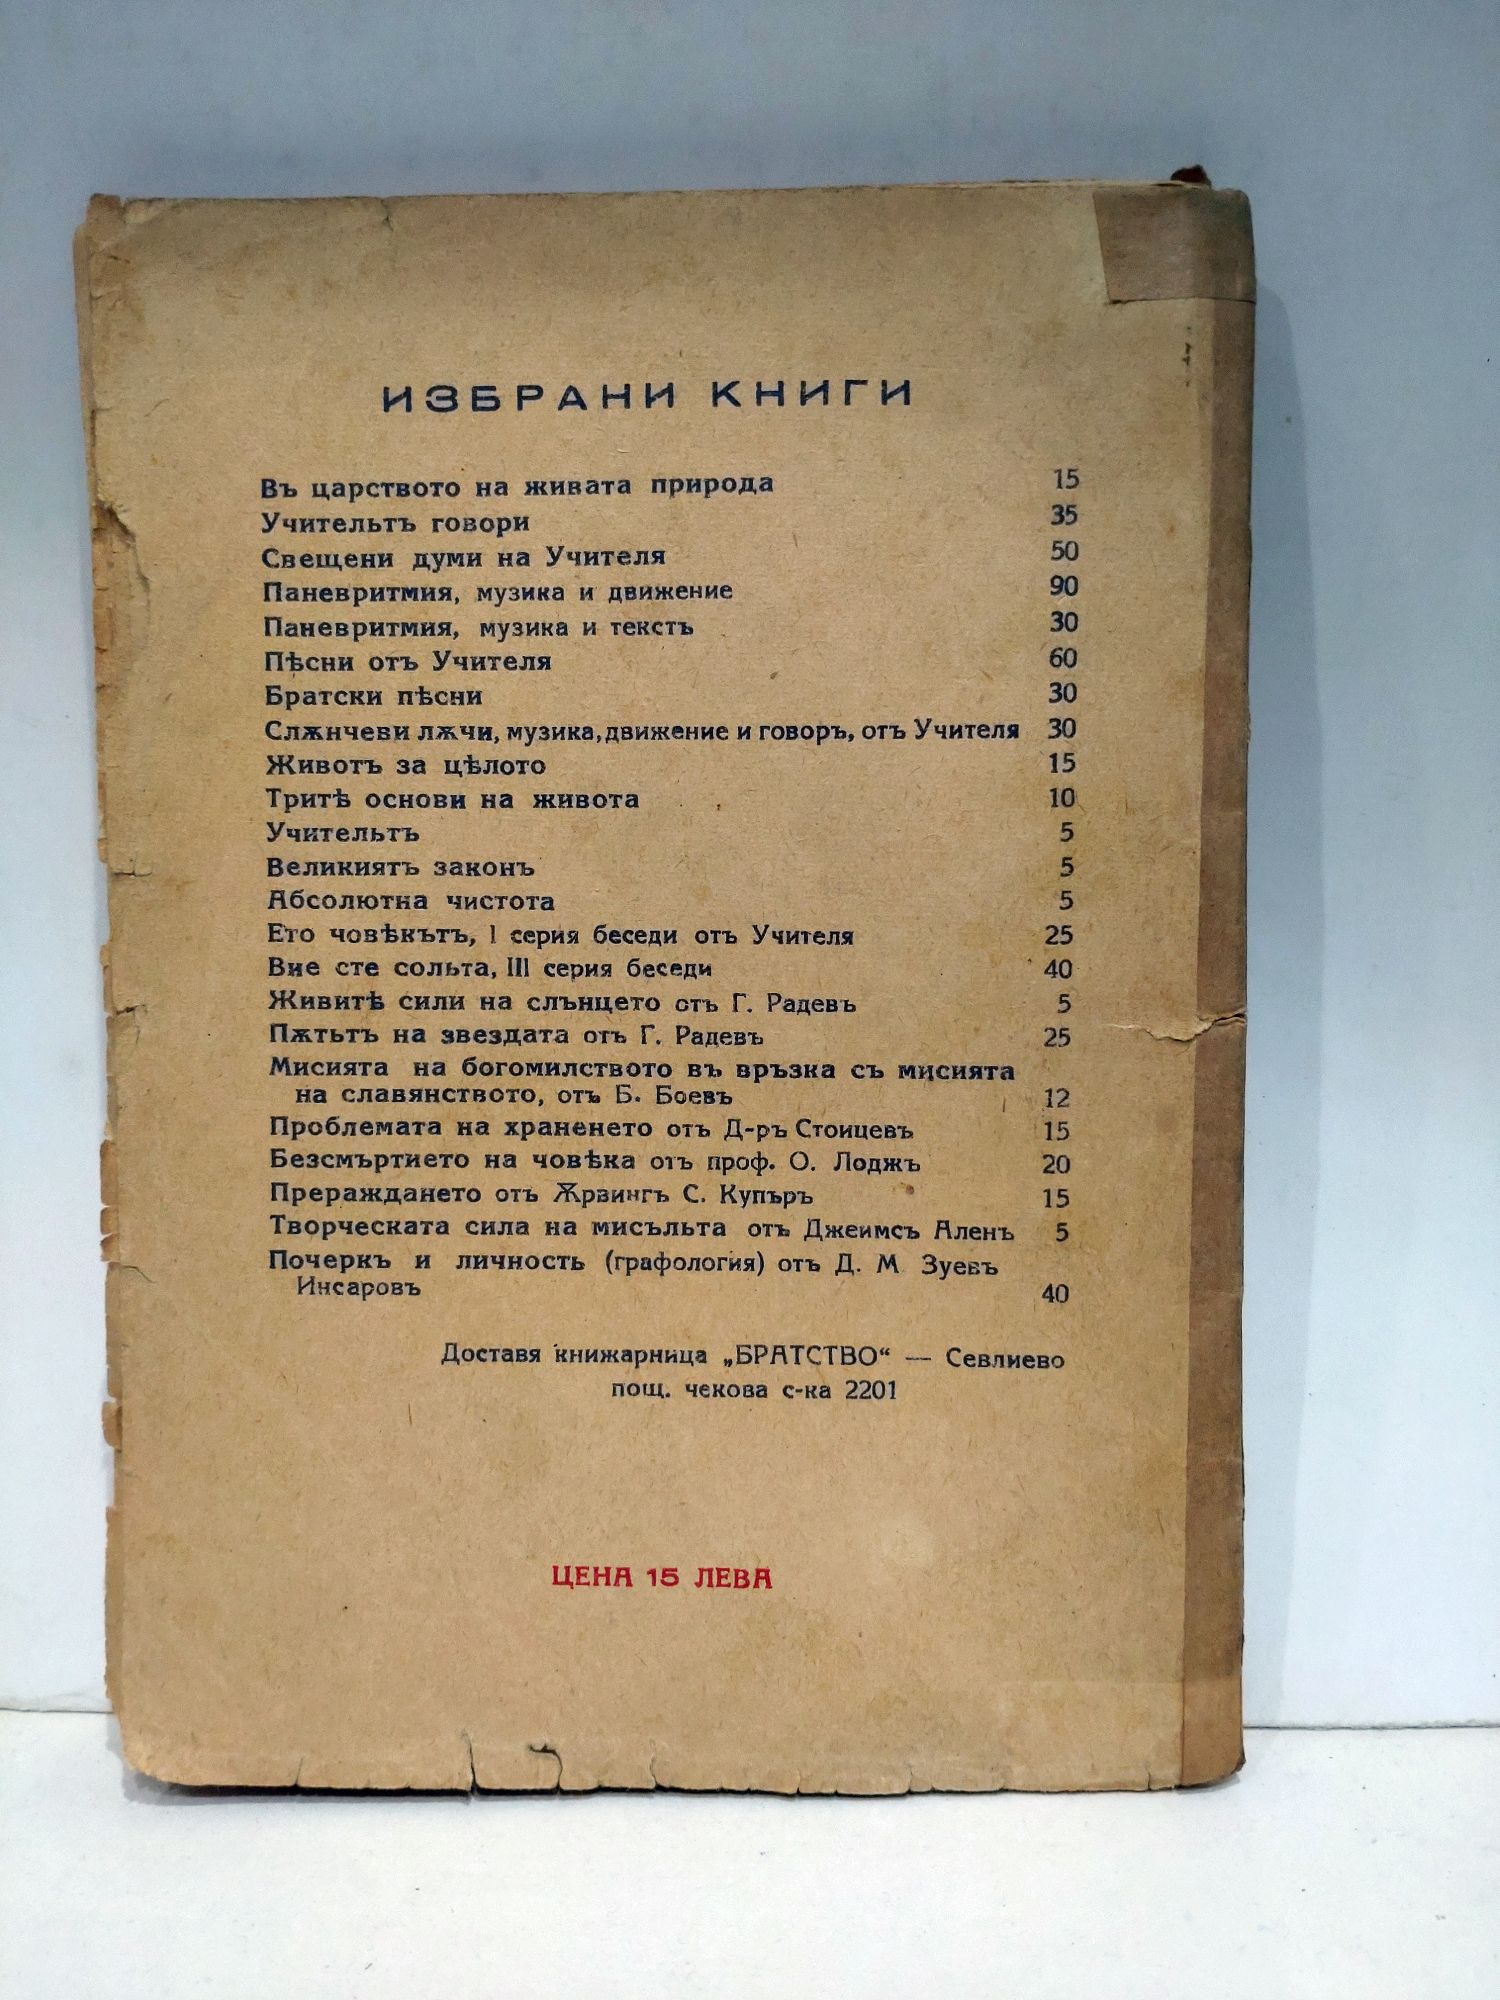 ИЗБРАНИ КНИГИ
Въ царството на живата природа 15
Учительтъ говори 35
Свещени думи на Учителя 50
Паневритмия, музика и движение 90
Паневритмия, музика и текстъ 30
Пѣсни отъ Учителя 60
Братски пѣсни 30
Слѫнчеви лѫчи, музика, движение и говоръ, отъ Учителя 30
Животъ за цѣлото 15
Тритѣ основи на живота 10
Учительтъ 5
Великиятъ законъ 5
Абсолютна чистота 5
Ето човѣкътъ, I серия беседи отъ Учителя 25
Вие сте сольта, III серия беседи 40
Живитѣ сили на слънцето отъ Г. Радевъ 5
Пѫтьтъ на звездата отъ Г. Радевъ 25
Мисията на богомилството въ връзка съ мисията
на славянството, отъ Б. Боевъ 12
Проблемата на храненето отъ Д-ръ Стоицевъ 15
Безсмъртието на човѣка отъ проф. О. Лоджъ 20
Прераждането отъ Ѫрвингъ С. Купъръ 15
Творческата сила на мисъльта отъ Джеимсъ Аленъ 5
Почеркъ и личность (графология) отъ Д. М Зуевъ
Инсаровъ 40
Доставя книжарница „БРАТСТВО“ — Севлиево
пощ. чекова с-ка 2201
ЦЕНА 15 ЛЕВА